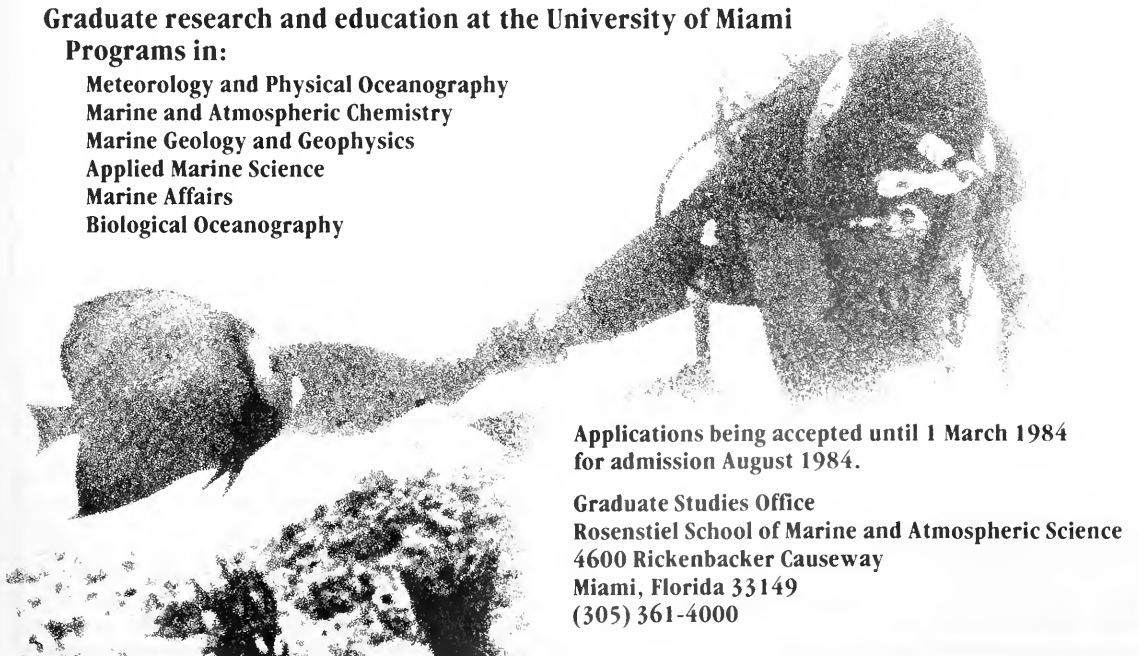 Graduate research and education at the University of Miami
Programs in:
Meteorology and Physical Oceanography
Marine and Atmospheric Chemistry
Marine Geology and Geophysics
Applied Marine Science
Marine Affairs
Biological Oceanography
Applications being accepted until 1 March 1984
for admission August 1984.
Graduate Studies Office
Rosenstiel School of Marine and Atmospheric Science
4600 Rickenbacker Causeway
Miami, Florida 33149
(305) 361-4000